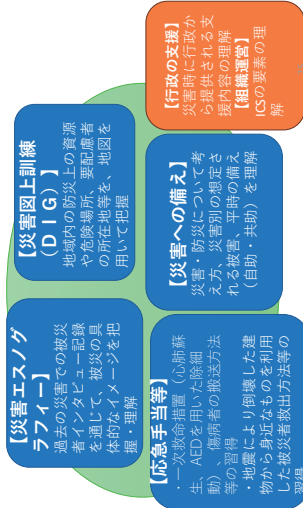 【災害エスノグ
ラフィー】
過去の災害での被災
者インタビュー記録
を通じて、被災の具
体的なイメージを把
握・理解
【災害図上訓練
（ＤＩＧ）】
地域内の防災上の資源
や危険場所、要配慮者
の所在地等を、地図を
用いて把握
【応急手当等】
・一次救命措置（心肺蘇
生、AEDを用いた除細
動）、傷病者の搬送方法
等の習得
・地震により倒壊した建
物から身近なものを利用
した被災者救出方法等の
習得
【災害への備え】
災害・防災について考
え方、災害別の想定さ
れる被害、平時の備え
（自助・共助）を理解
【行政の支援】
災害時に行政か
ら提供される支
援内容の理解
【組織運営】
ICSの要素の理
解